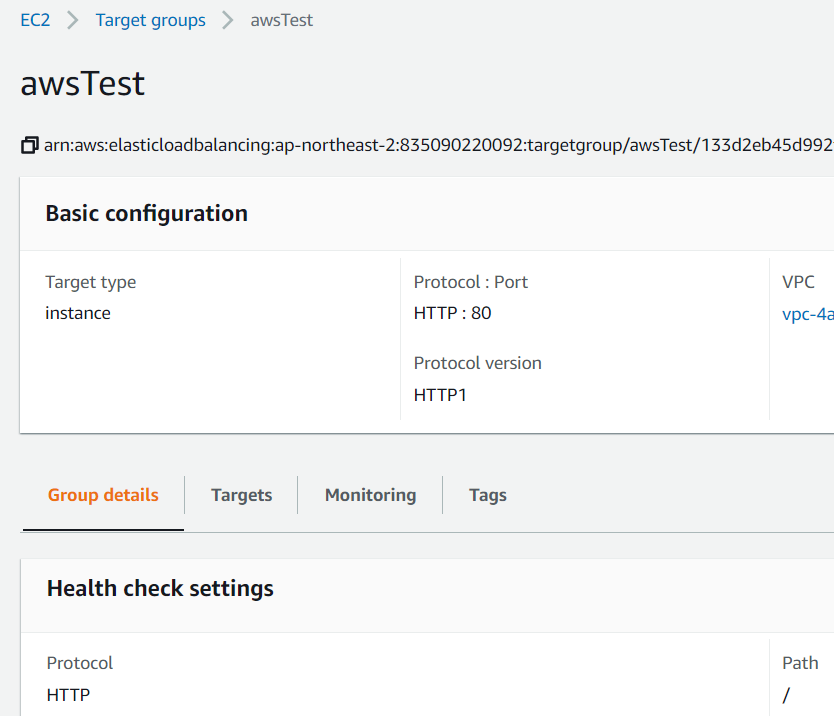 EC2 > Target groups > awsTest
awsTest
arn:aws:elasticloadbalancing:ap-northeast-2:835090220092:targetgroup/awsTest/133d2eb45d992
Basic configuration
Target type Protocol : Port VPC
instance HTTP : 80 vpc-4a
Protocol version
HTTP1
Group details Targets Monitoring Tags
Health check settings
Protocol Path
HTTP /